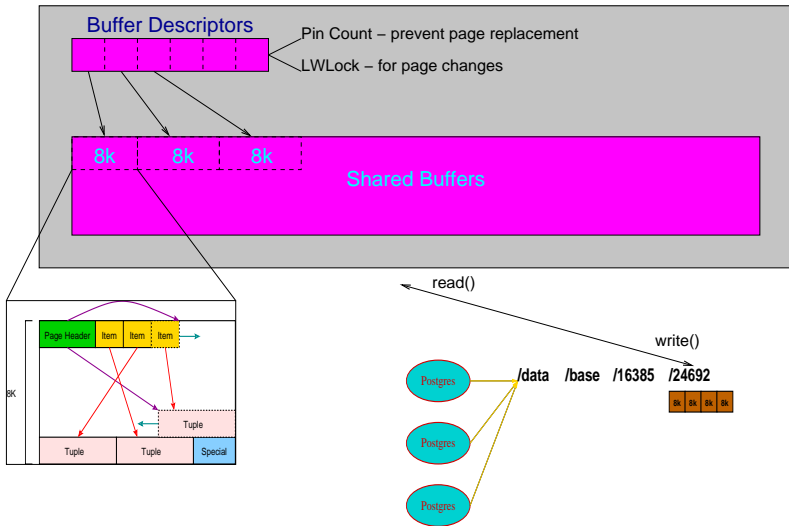 Buffer Descriptors
Pin Count – prevent page replacement
LWLock – for page changes
8k 8k 8k
Shared Buffers
read()
write()
Page Header Item Item Item
8K
Tuple
Tuple Tuple Special
/data /base /16385 /24692
8k 8k 8k 8k
Postgres
Postgres
Postgres